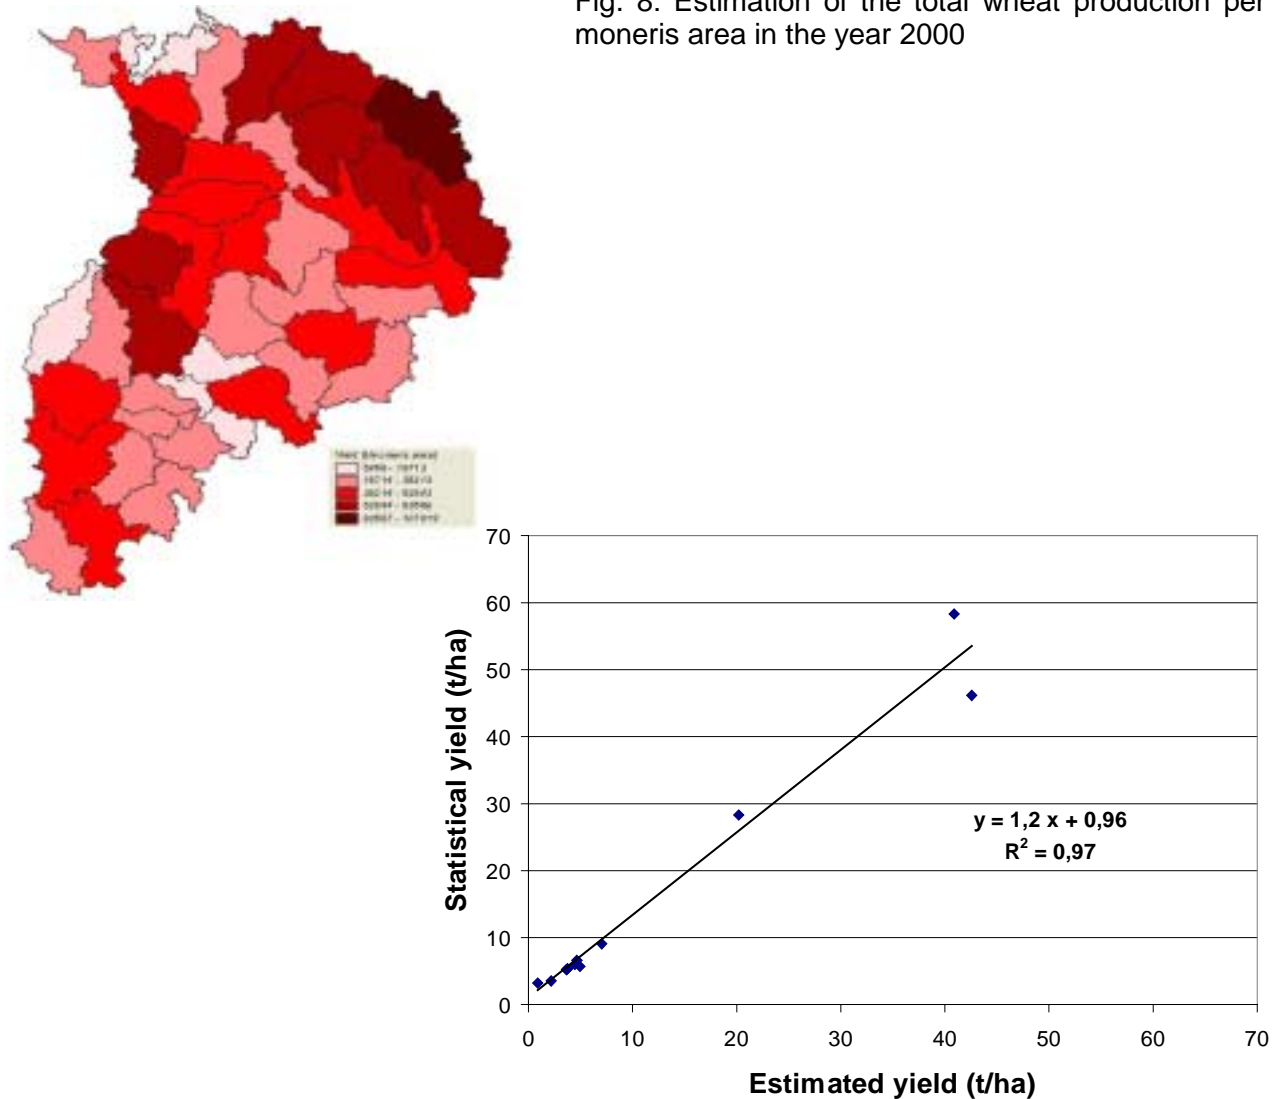 Fig. 8: Estimation of the total wheat production per
moneris area in the year 2000
70
60
50
40
30
20
10
0
Statistical yield (t/ha)
y = 1,2 x + 0,96
R² = 0,97
0 10 20 30 40 50 60 70
Estimated yield (t/ha)